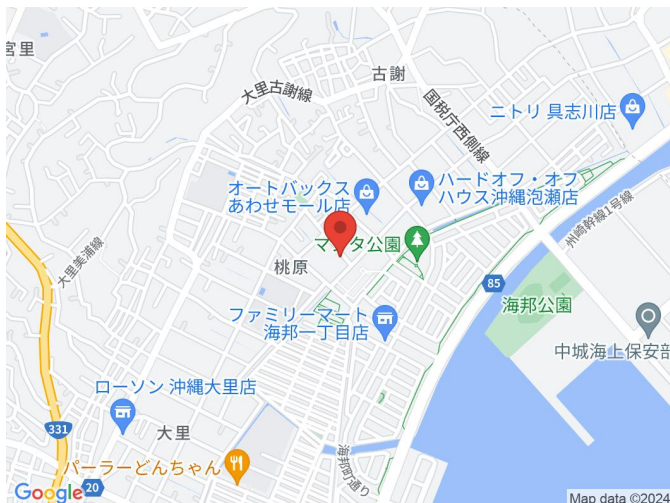 宮里
古謝
大里古謝線
国税庁西側線
ニトリ 具志川店
オートバックス
あわせモール店
ハードオフ・オフ
ハウス沖縄泡瀬店
州崎幹線1号線
大里美浦線
公園
桃原
85
海邦公園
ファミリーマート
海邦一丁目店
中城海上保安部
ローソン 沖縄大里店
331
大里
パーラーどんちゃん
海邦町通り
Google
20
Map data ©2024